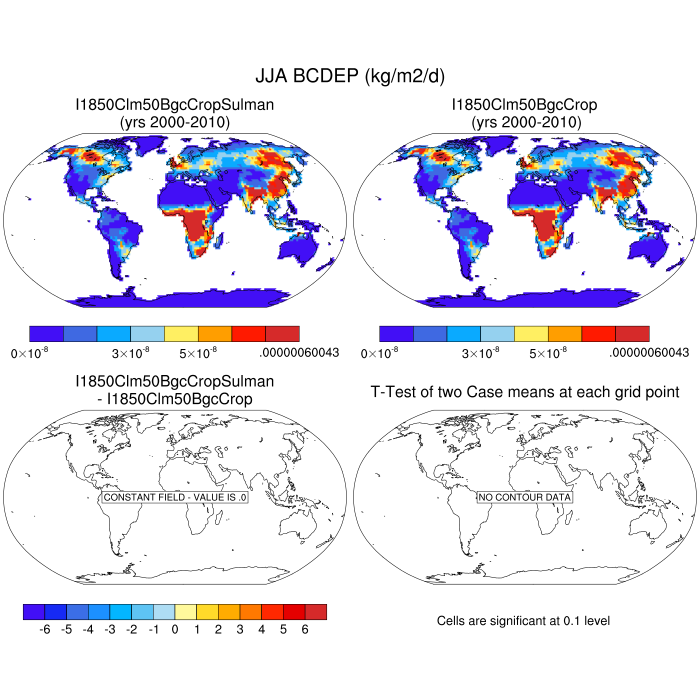 JJA BCDEP (kg/m2/d)
I1850Clm50BgcCropSulman
(yrs 2000-2010)
I1850Clm50BgcCrop
(yrs 2000-2010)
0×10⁻⁸ 3×10⁻⁸ 5×10⁻⁸ .00000060043
0×10⁻⁸ 3×10⁻⁸ 5×10⁻⁸ .00000060043
I1850Clm50BgcCropSulman
- I1850Clm50BgcCrop
T-Test of two Case means at each grid point
CONSTANT FIELD - VALUE IS .0
NO CONTOUR DATA
-6 -5 -4 -3 -2 -1 0 1 2 3 4 5 6
Cells are significant at 0.1 level